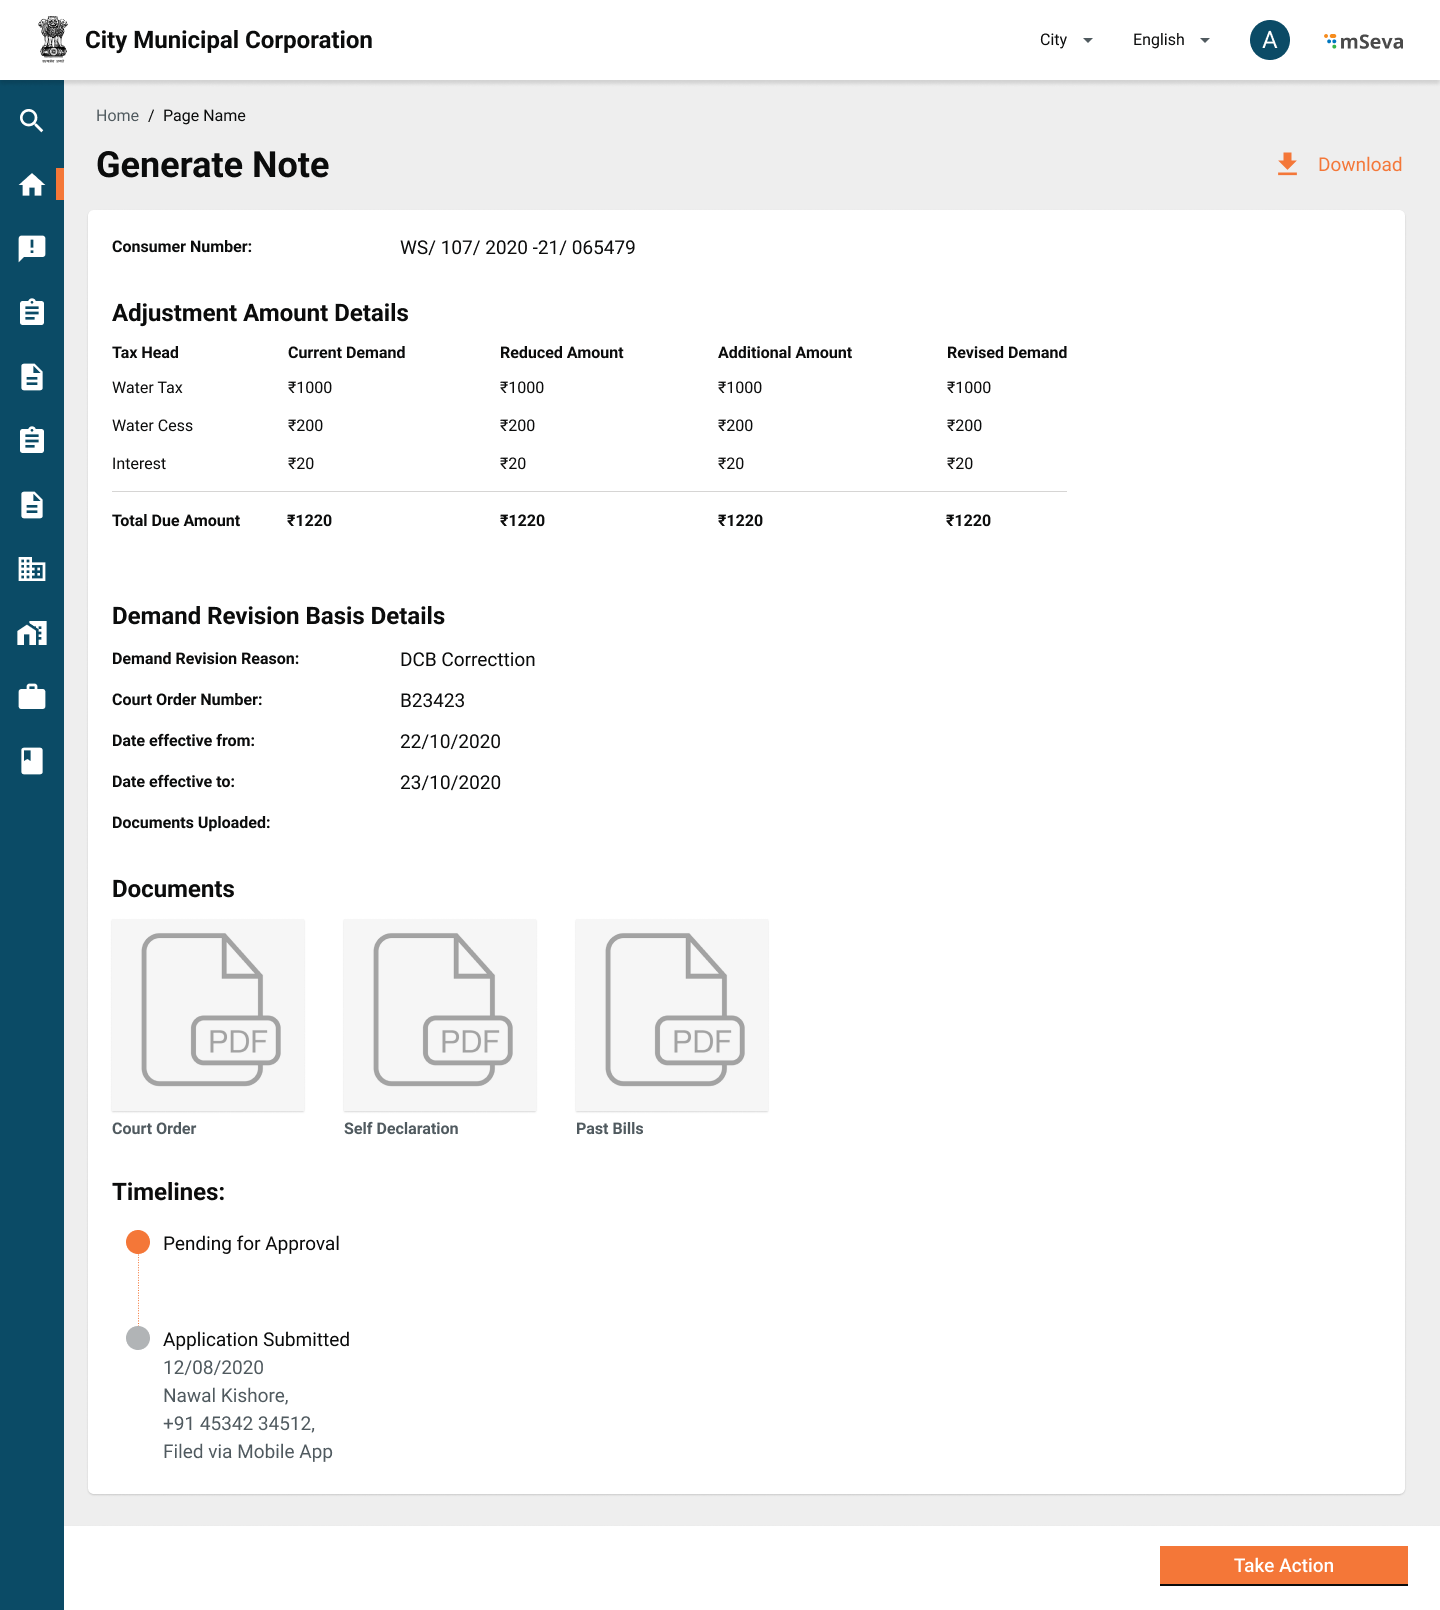 City Municipal Corporation
City
English
A
mSeva
Home / Page Name
Generate Note
Download
Consumer Number: WS/ 107/ 2020 -21/ 065479
Adjustment Amount Details
Tax Head Current Demand Reduced Amount Additional Amount Revised Demand
Water Tax ₹1000 ₹1000 ₹1000 ₹1000
Water Cess ₹200 ₹200 ₹200 ₹200
Interest ₹20 ₹20 ₹20 ₹20
Total Due Amount ₹1220 ₹1220 ₹1220 ₹1220
Demand Revision Basis Details
Demand Revision Reason: DCB Correcttion
Court Order Number: B23423
Date effective from: 22/10/2020
Date effective to: 23/10/2020
Documents Uploaded:
Documents
PDF PDF PDF
Court Order Self Declaration Past Bills
Timelines:
Pending for Approval
Application Submitted
12/08/2020
Nawal Kishore,
+91 45342 34512,
Filed via Mobile App
Take Action